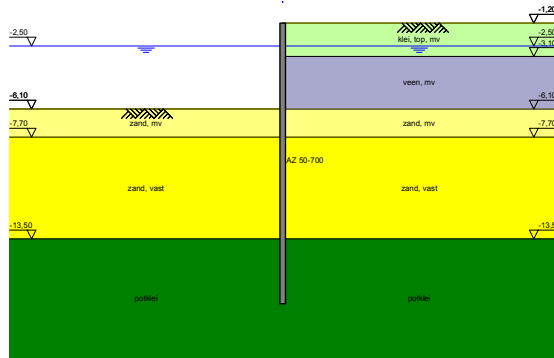 -1,20
-2,50
klei, top, mv
-2,50
-3,10
veen, mv
-6,10
-6,10
zand, mv
zand, mv
-7,70
-7,70
AZ 50-700
zand, vast
zand, vast
-13,50
-13,50
potklei
potklei